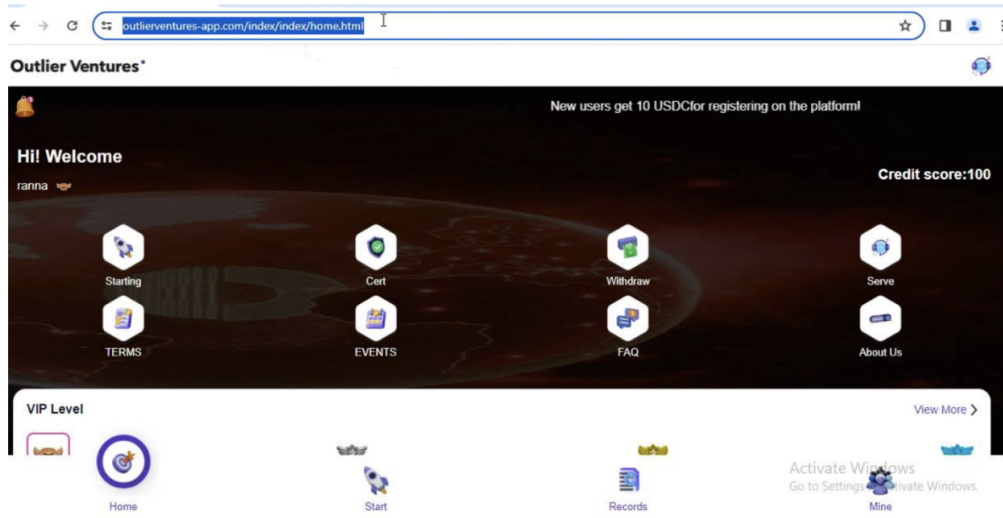 outlierventures-app.com/index/index/home.html
Outlier Ventures
New users get 10 USDCfor registering on the platform!
Hi! Welcome
ranna
Credit score:100
Starting
Cert
Withdraw
Serve
TERMS
EVENTS
FAQ
About Us
VIP Level
View More
Activate Windows
Go to Settings Activate Windows.
Home
Start
Records
Mine